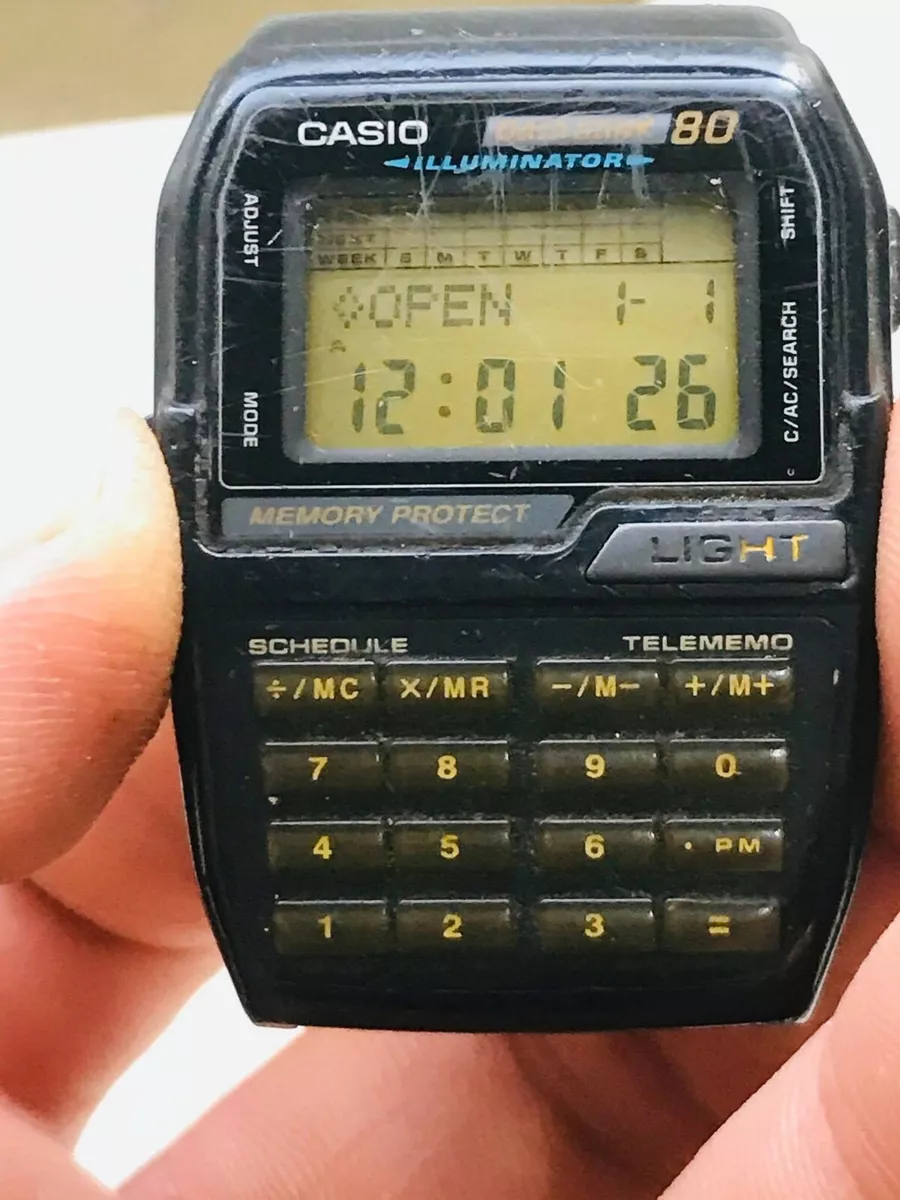 CASIO 80
ILLUMINATOR
ADJUST
SHIFT
WEEK S M T W T F S
OPEN 1- 1
A
12:01 26
MODE
C/AC/SEARCH
MEMORY PROTECT
LIGHT
SCHEDULE TELEMEMO
÷/MC ×/MR −/M− +/M+
7 8 9 0
4 5 6 · PM
1 2 3 =